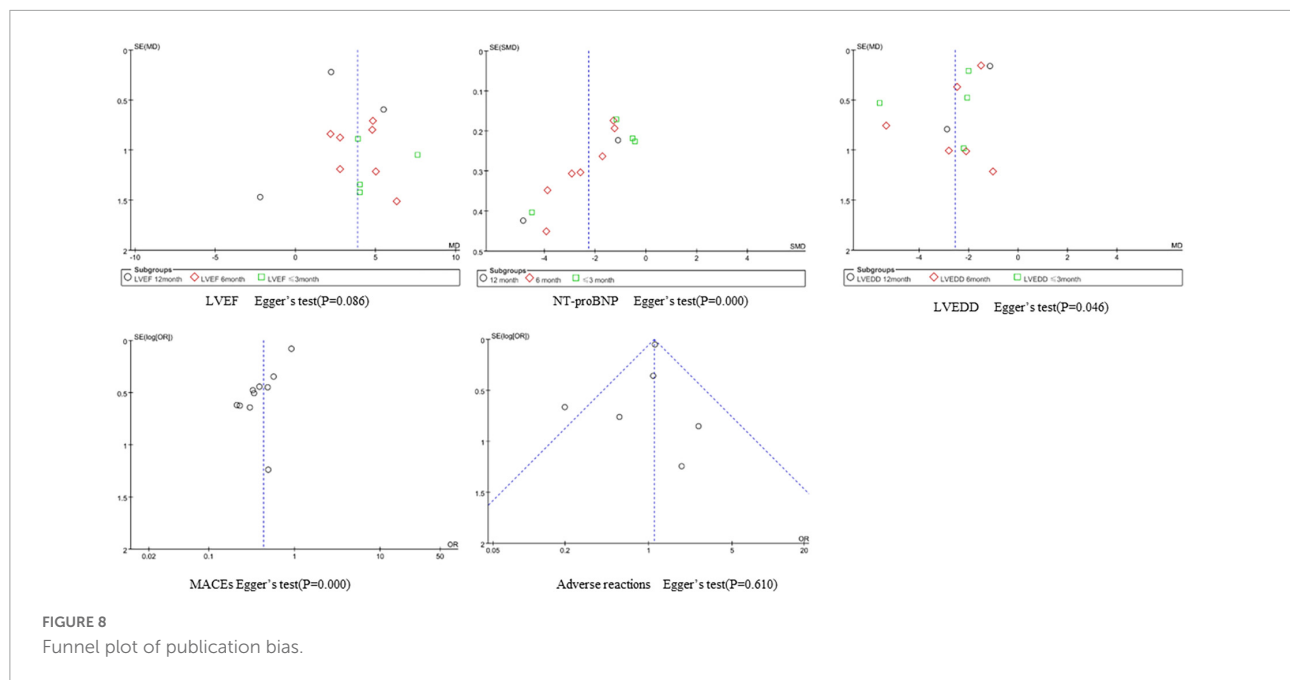 SE(MD)
0
0.5
1
1.5
2
-10
-5
0
5
10
MD
Subgroups
LVEF 12month LVEF 6month LVEF ≤3month
LVEF Egger's test(P=0.086)
SE(SMD)
0
0.1
0.2
0.3
0.4
0.5
-4
-2
0
2
4
SMD
Subgroups
12 month 6 month ≤3 month
NT-proBNP Egger's test(P=0.000)
SE(MD)
0
0.5
1
1.5
2
-4
-2
0
2
4
MD
Subgroups
LVEDD 12month LVEDD 6month LVEDD ≤3month
LVEDD Egger's test(P=0.046)
SE(log[OR])
0
0.5
1
1.5
2
0.02
0.1
1
10
50
OR
MACEs Egger's test(P=0.000)
SE(log[OR])
0
0.5
1
1.5
2
0.05
0.2
1
5
20
OR
Adverse reactions Egger's test(P=0.610)
FIGURE 8
Funnel plot of publication bias.